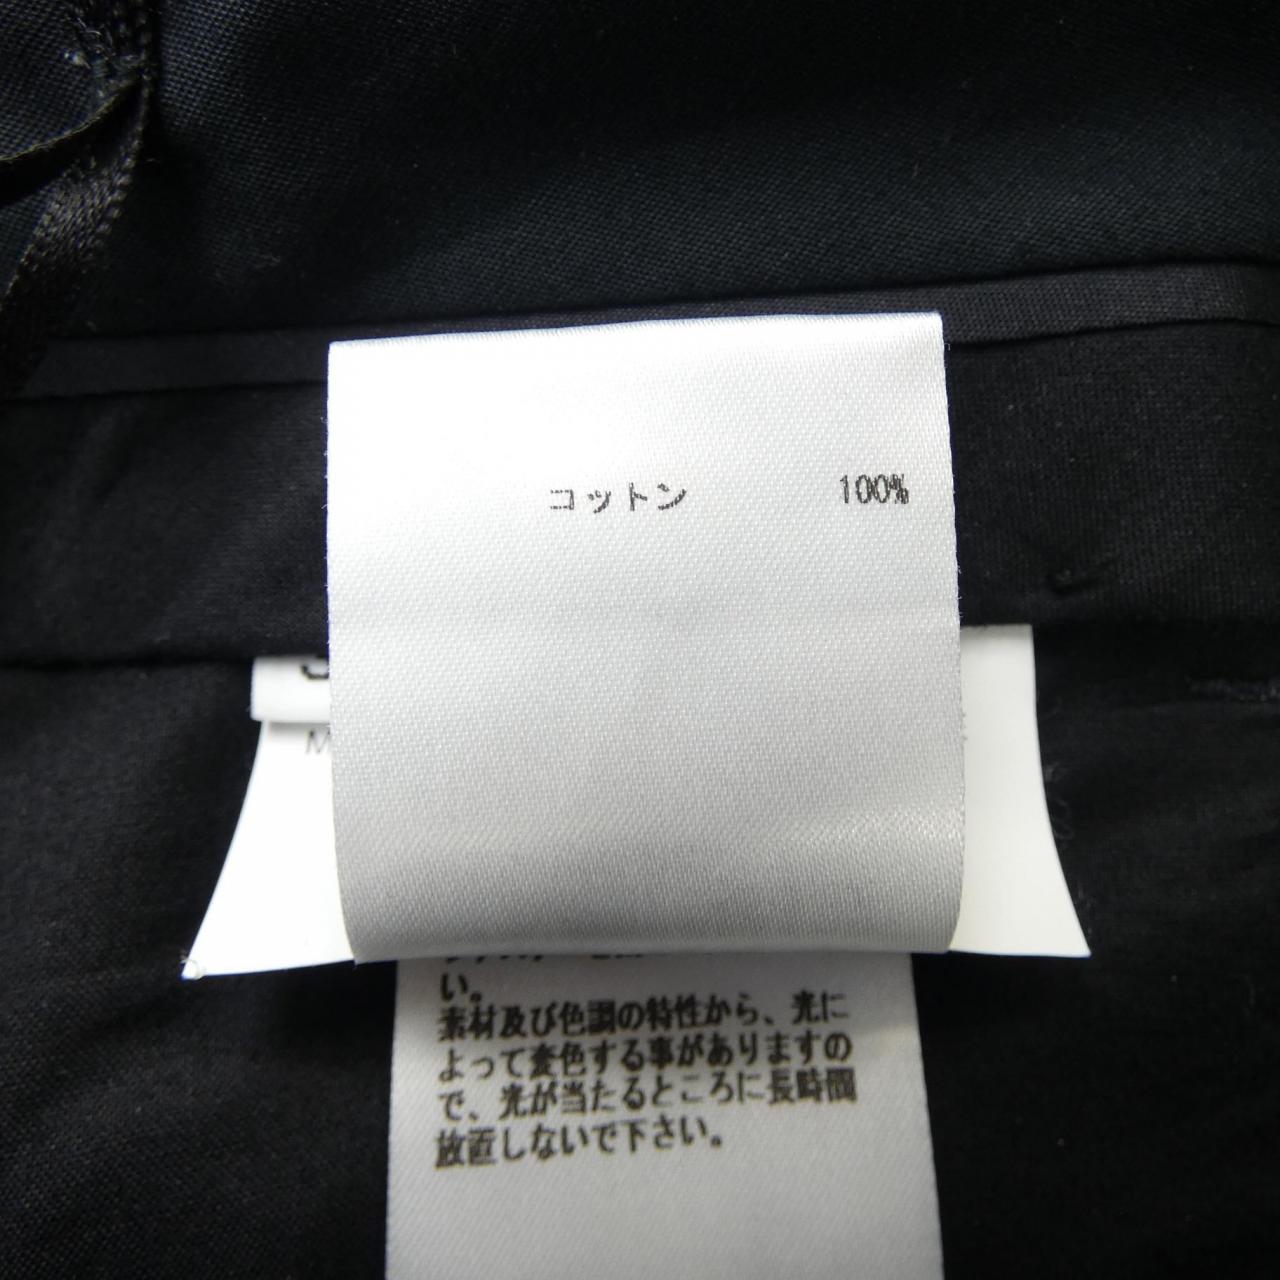 コットン 100%
い。
素材及び色調の特性から、光に
よって変色する事がありますの
で、光が当たるところに長時間
放置しないで下さい。